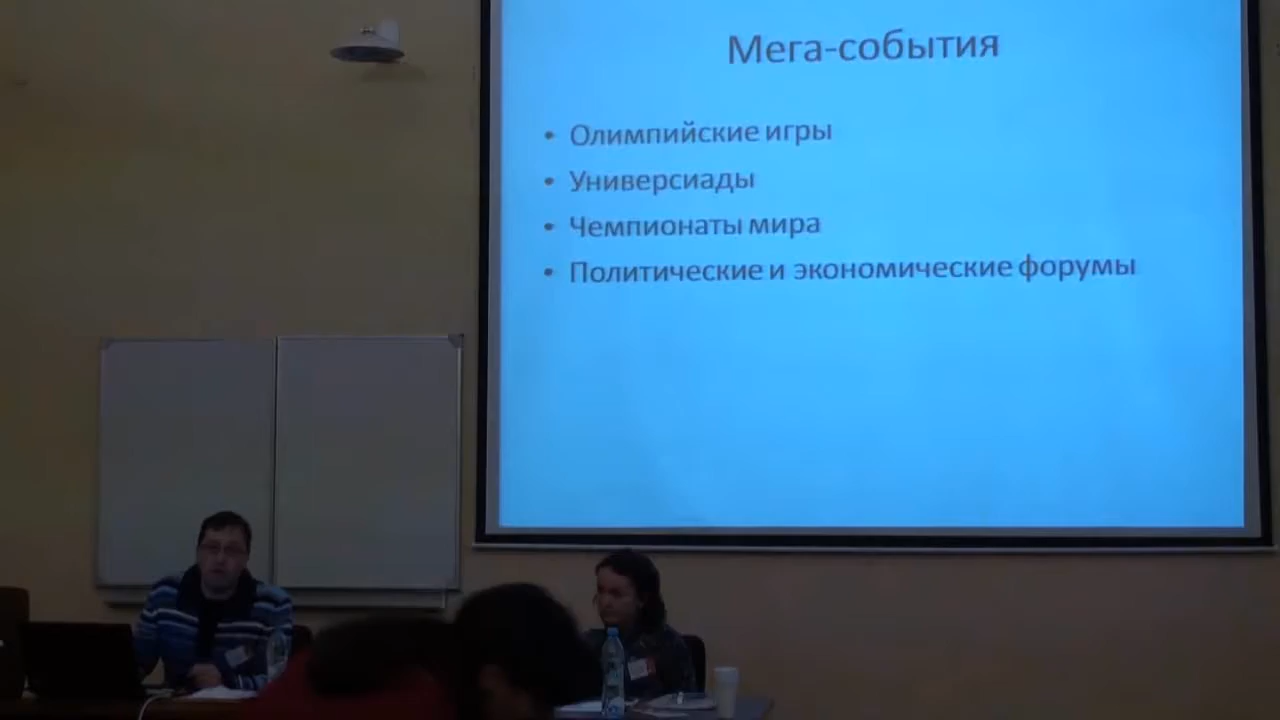 Мега-события
• Олимпийские игры
• Универсиады
• Чемпионаты мира
• Политические и экономические форумы